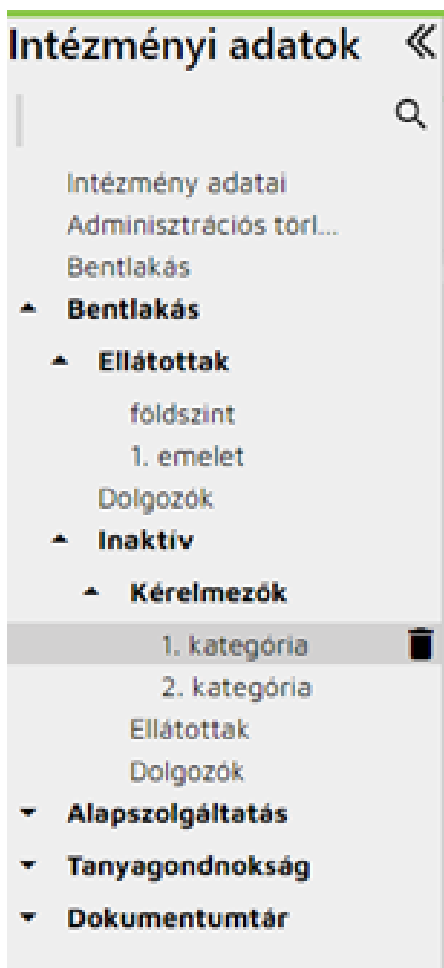 Intézményi adatok
Intézmény adatai
Adminisztrációs törl...
Bentlakás
Bentlakás
Ellátottak
földszint
1. emelet
Dolgozók
Inaktív
Kérelmezők
1. kategória
2. kategória
Ellátottak
Dolgozók
Alapszolgáltatás
Tanyagondnokság
Dokumentumtár